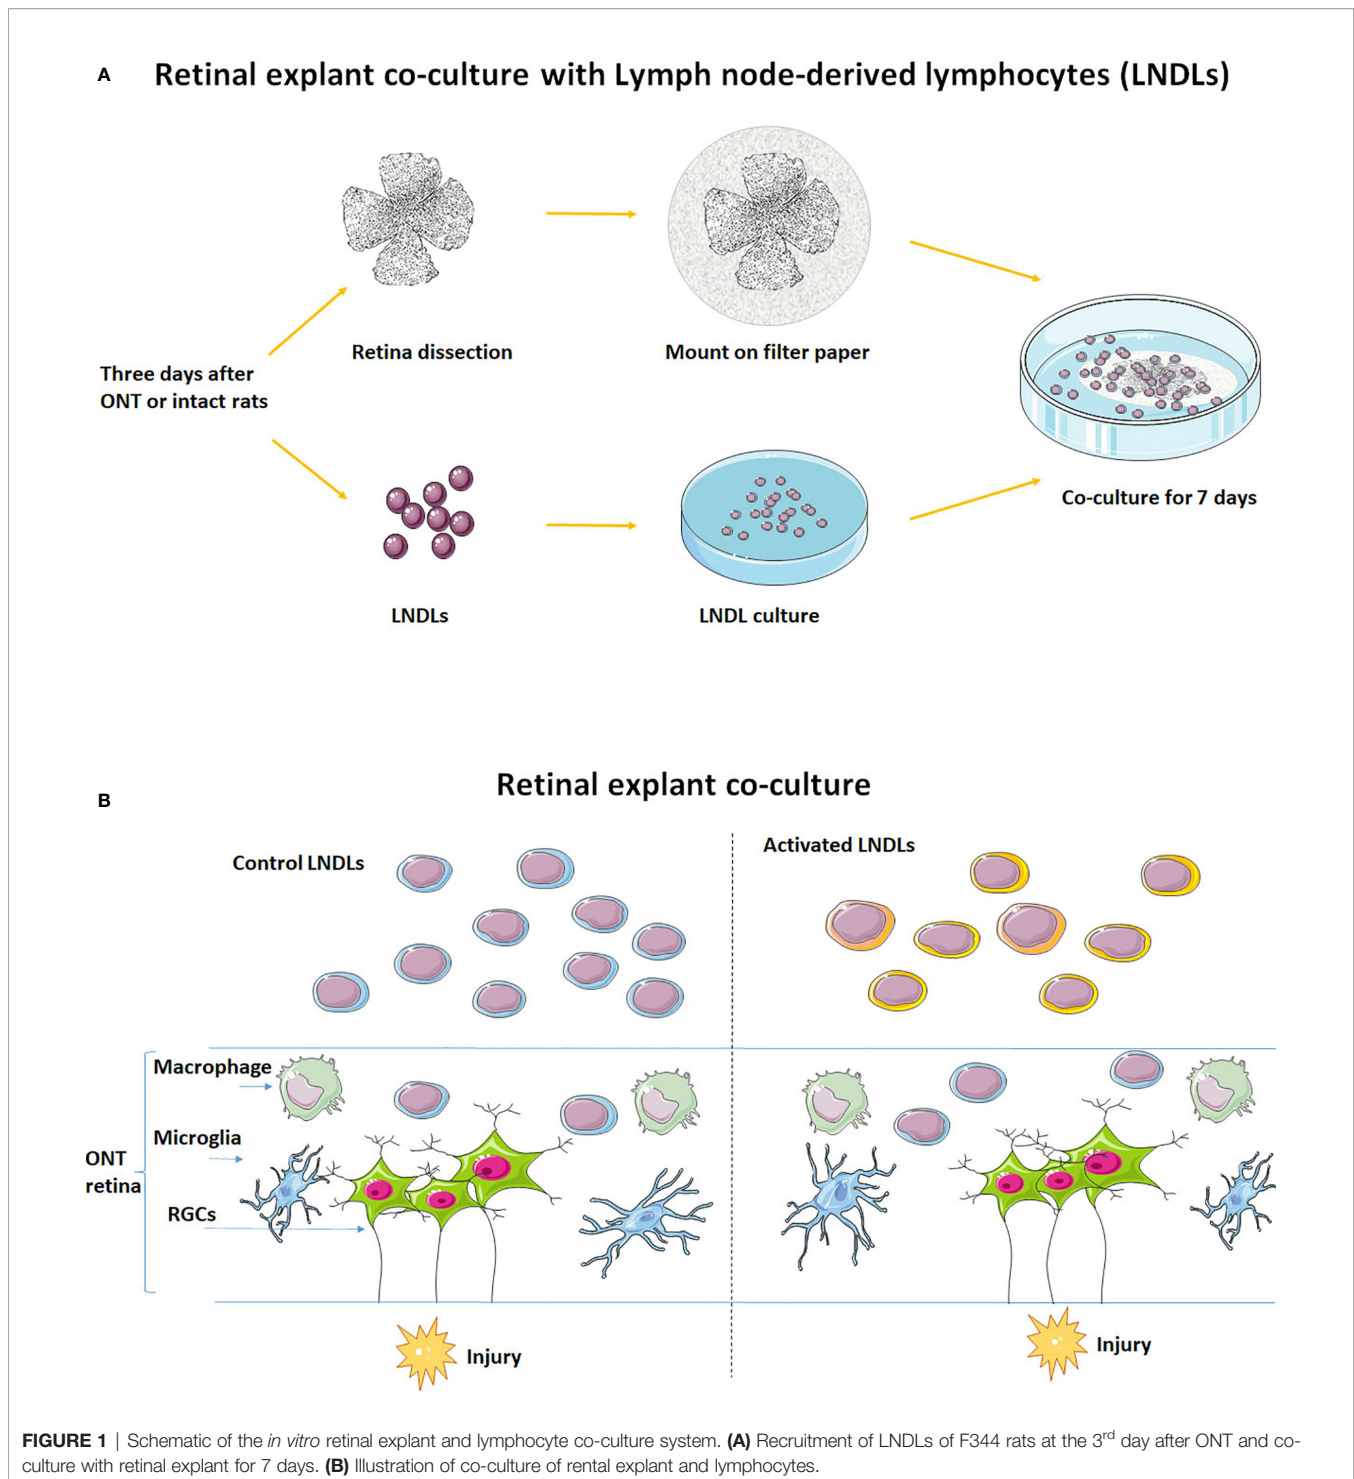 A
Retinal explant co-culture with Lymph node-derived lymphocytes (LNDLs)
Retina dissection
Mount on filter paper
Three days after
ONT or intact rats
Co-culture for 7 days
LNDLs
LNDL culture
Retinal explant co-culture
B
Control LNDLs
Activated LNDLs
Macrophage
Microglia
ONT
retina
RGCs
Injury
Injury
FIGURE 1 | Schematic of the in vitro retinal explant and lymphocyte co-culture system. (A) Recruitment of LNDLs of F344 rats at the 3rd day after ONT and co-
culture with retinal explant for 7 days. (B) Illustration of co-culture of rental explant and lymphocytes.